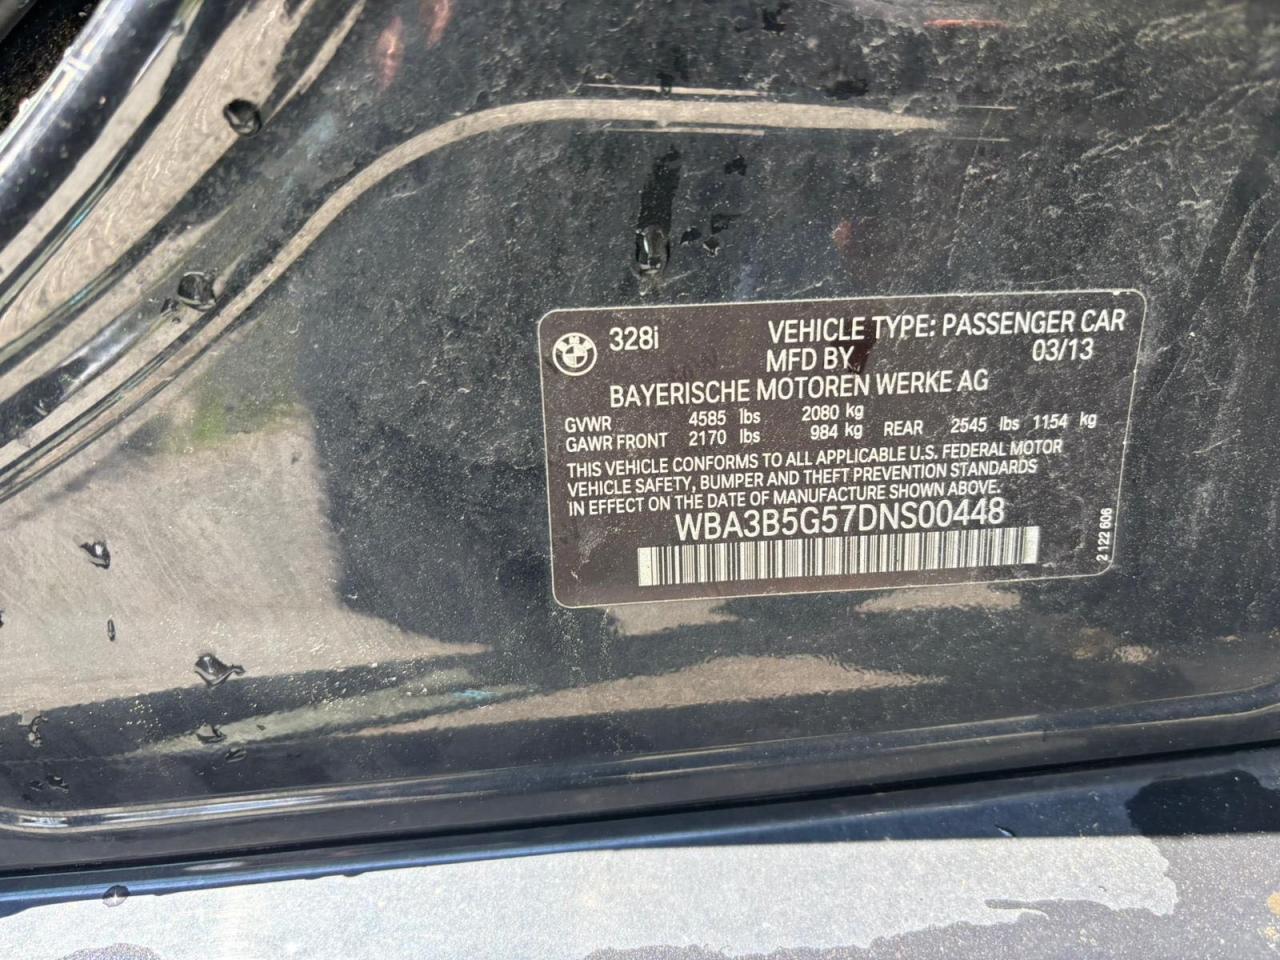 328i VEHICLE TYPE: PASSENGER CAR
MFD BY 03/13
BAYERISCHE MOTOREN WERKE AG
GVWR 4585 lbs 2080 kg
GAWR FRONT 2170 lbs 984 kg REAR 2545 lbs 1154 kg
THIS VEHICLE CONFORMS TO ALL APPLICABLE U.S. FEDERAL MOTOR
VEHICLE SAFETY, BUMPER AND THEFT PREVENTION STANDARDS
IN EFFECT ON THE DATE OF MANUFACTURE SHOWN ABOVE.
WBA3B5G57DNS00448
2 122 606